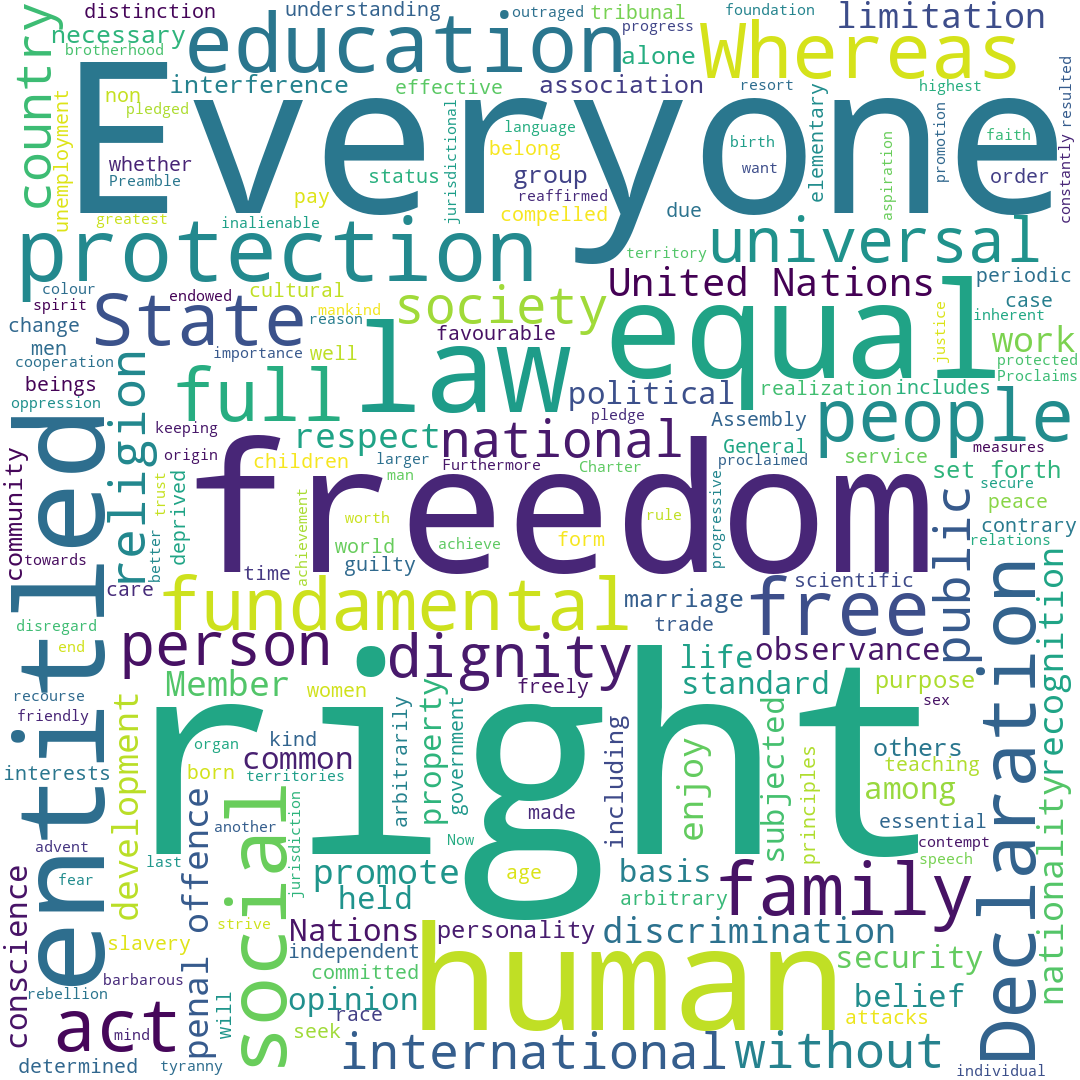 distinction
understanding
outraged
tribunal
foundation
limitation
necessary
education
progress
Whereas
brotherhood
alone
country
interference
effective
association
resort
highest
constantly
resulted
Everyone
unemployment
non
pledged
jurisdictional
language
belong
birth
elementary
promotion
faith
whether
Preamble
status
group
want
aspiration
order
pay
reaffirmed
greatest
inalienable
compelled
due
protection
universal
territory
colour
endowed
cultural
United Nations
periodic
spirit
State
mankind
society
case
change
reason
favourable
equal
justice
inherent
men
importance
well
law
work
cooperation
protected
Proclaims
beings
religion
full
political
realization
includes
oppression
people
pledge
Assembly
keeping
respect
national
General
measures
origin
children
larger
Furthermore
Charter
proclaimed
service
community
entitled
trust
deprived
man
freedom
progressive
set forth
secure
better
achievement
worth
rule
public
peace
contrary
towards
world
achieve
form
relations
care
time
guilty
scientific
recognition
fundamental
marriage
free
disregard
trade
Declaration
end
person
dignity
life
observance
recourse
Member
women
freely
standard
purpose
sex
friendly
development
arbitrarily
property
government
subjected
organ
kind
including
enjoy
others
interests
born
common
territories
principles
teaching
right
among
another
made
Now
essential
advent
contempt
last
jurisdiction
speech
fear
penal offence
social
promote
age
basis
family
nationality
conscience
held
arbitrary
strive
Nations
personality
discrimination
slavery
independent
human
security
barbarous
committed
rebellion
opinion
belief
act
will
race
attacks
mind
seek
determined
tyranny
international
without
individual